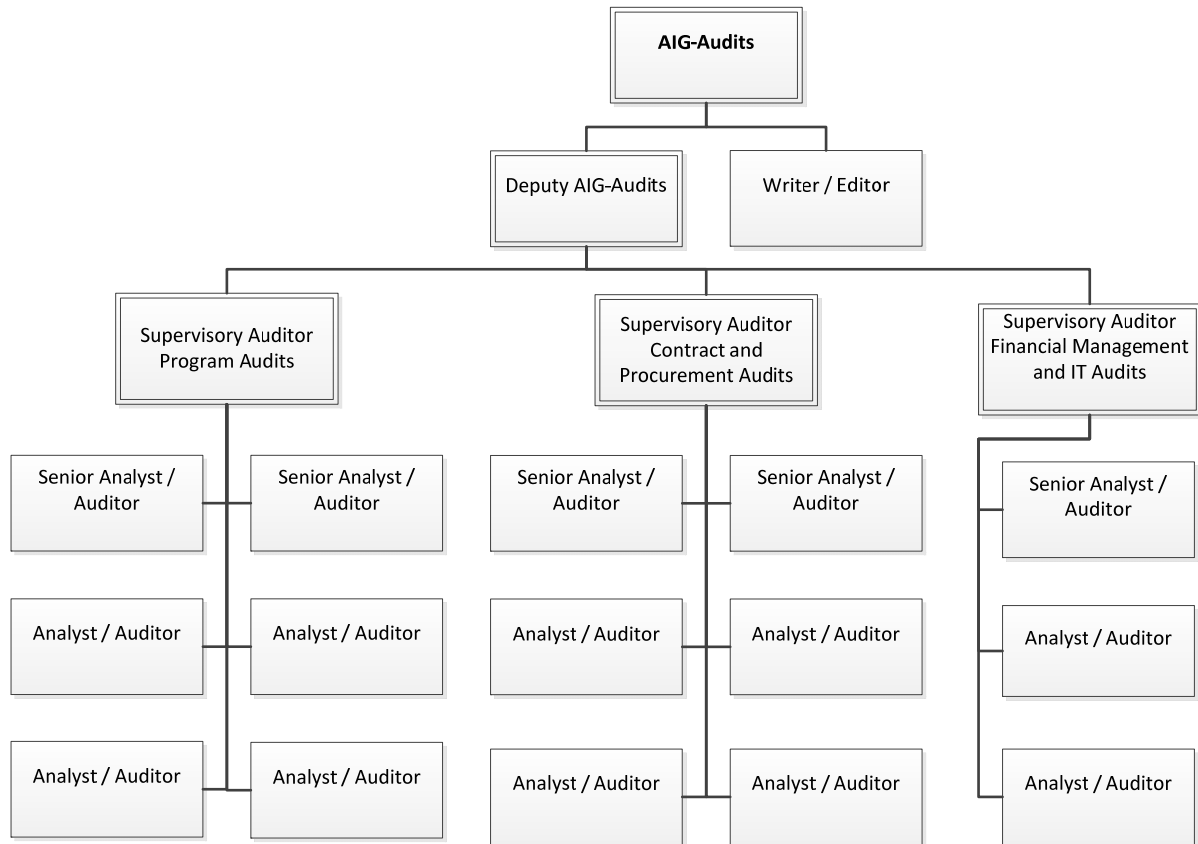 AIG-Audits
Deputy AIG-Audits
Writer / Editor
Supervisory Auditor
Program Audits
Supervisory Auditor
Contract and
Procurement Audits
Supervisory Auditor
Financial Management
and IT Audits
Senior Analyst /
Auditor
Senior Analyst /
Auditor
Senior Analyst /
Auditor
Senior Analyst /
Auditor
Senior Analyst /
Auditor
Analyst / Auditor
Analyst / Auditor
Analyst / Auditor
Analyst / Auditor
Analyst / Auditor
Analyst / Auditor
Analyst / Auditor
Analyst / Auditor
Analyst / Auditor
Analyst / Auditor